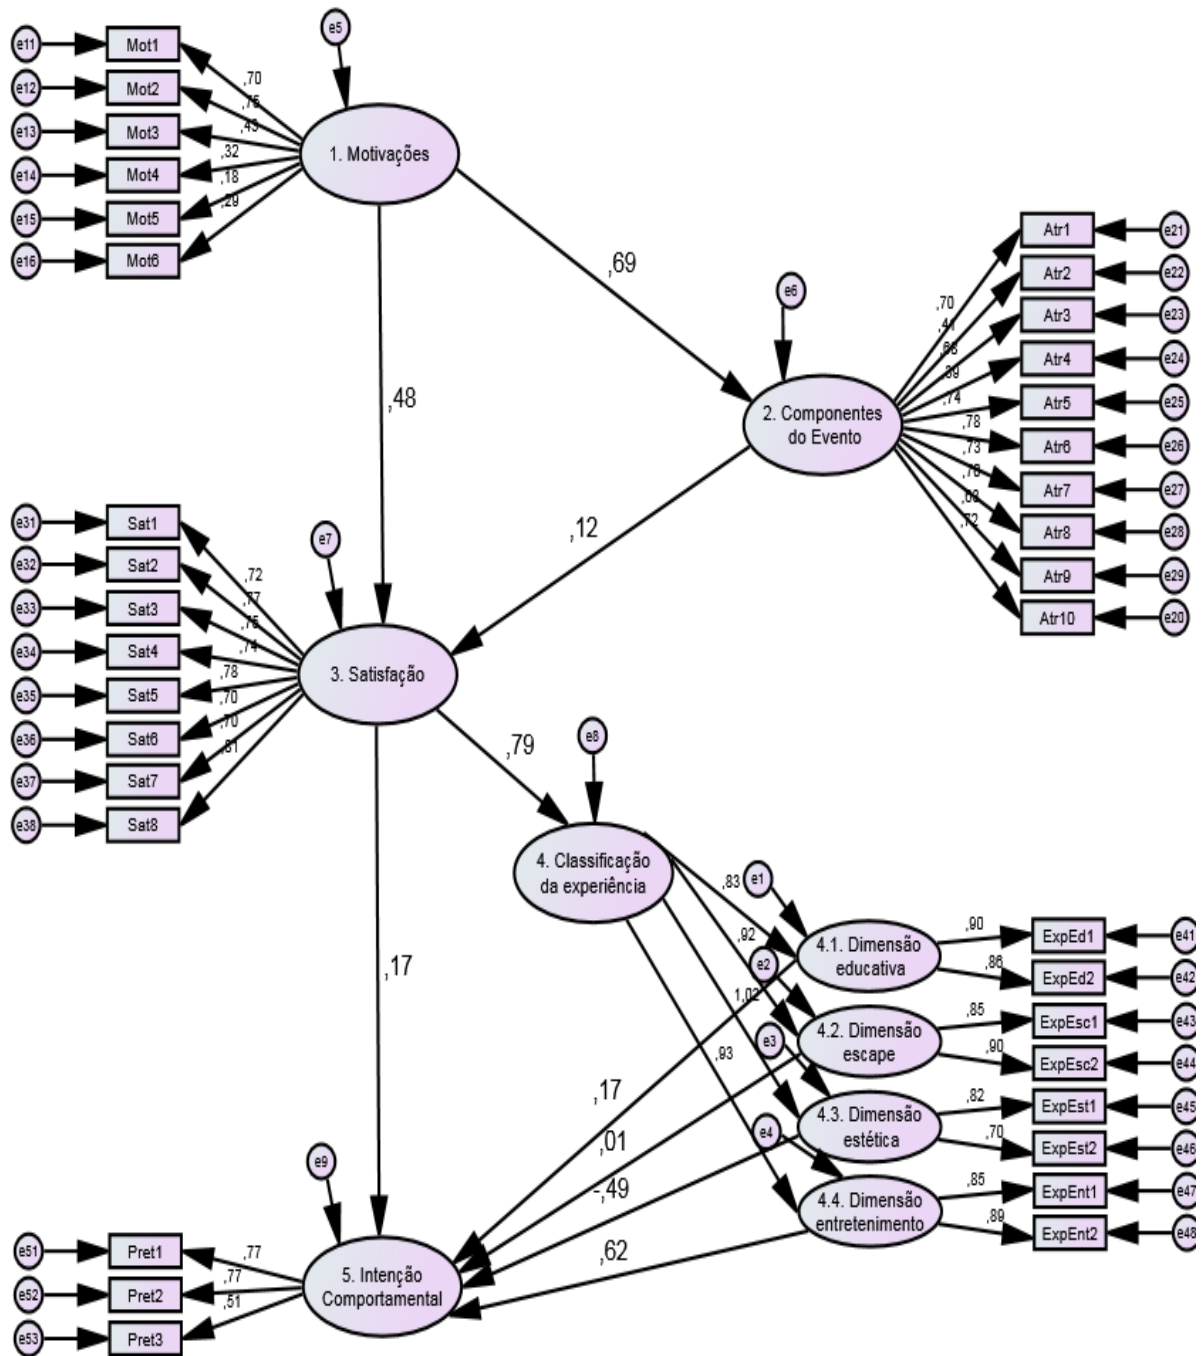 e5
e11
Mot1
,70
e12
Mot2
,75
e13
Mot3
,43
e14
Mot4
,32
e15
Mot5
,18
e16
Mot6
,29
1. Motivações
,69
,48
e6
2. Componentes
do Evento
,70
Atr1
e21
,41
Atr2
e22
,68
Atr3
e23
Atr4
e24
,74
Atr5
e25
,78
Atr6
e26
,73
Atr7
e27
Atr8
e28
Atr9
e29
,72
Atr10
e20
,12
e7
e31
Sat1
,72
e32
Sat2
,77
e33
Sat3
,75
e34
Sat4
,74
e35
Sat5
,78
e36
Sat6
,70
e37
Sat7
,70
e38
Sat8
,81
3. Satisfação
,79
e8
4. Classificação
da experiência
,17
,83
e1
,92
e2
1,02
e3
,93
e4
4.1. Dimensão
educativa
,90
ExpEd1
e41
,86
ExpEd2
e42
4.2. Dimensão
escape
,85
ExpEsc1
e43
,90
ExpEsc2
e44
4.3. Dimensão
estética
,82
ExpEst1
e45
,70
ExpEst2
e46
4.4. Dimensão
entretenimento
,85
ExpEnt1
e47
,89
ExpEnt2
e48
,17
,01
-,49
,62
e9
e51
Pret1
,77
e52
Pret2
,77
e53
Pret3
,51
5. Intenção
Comportamental